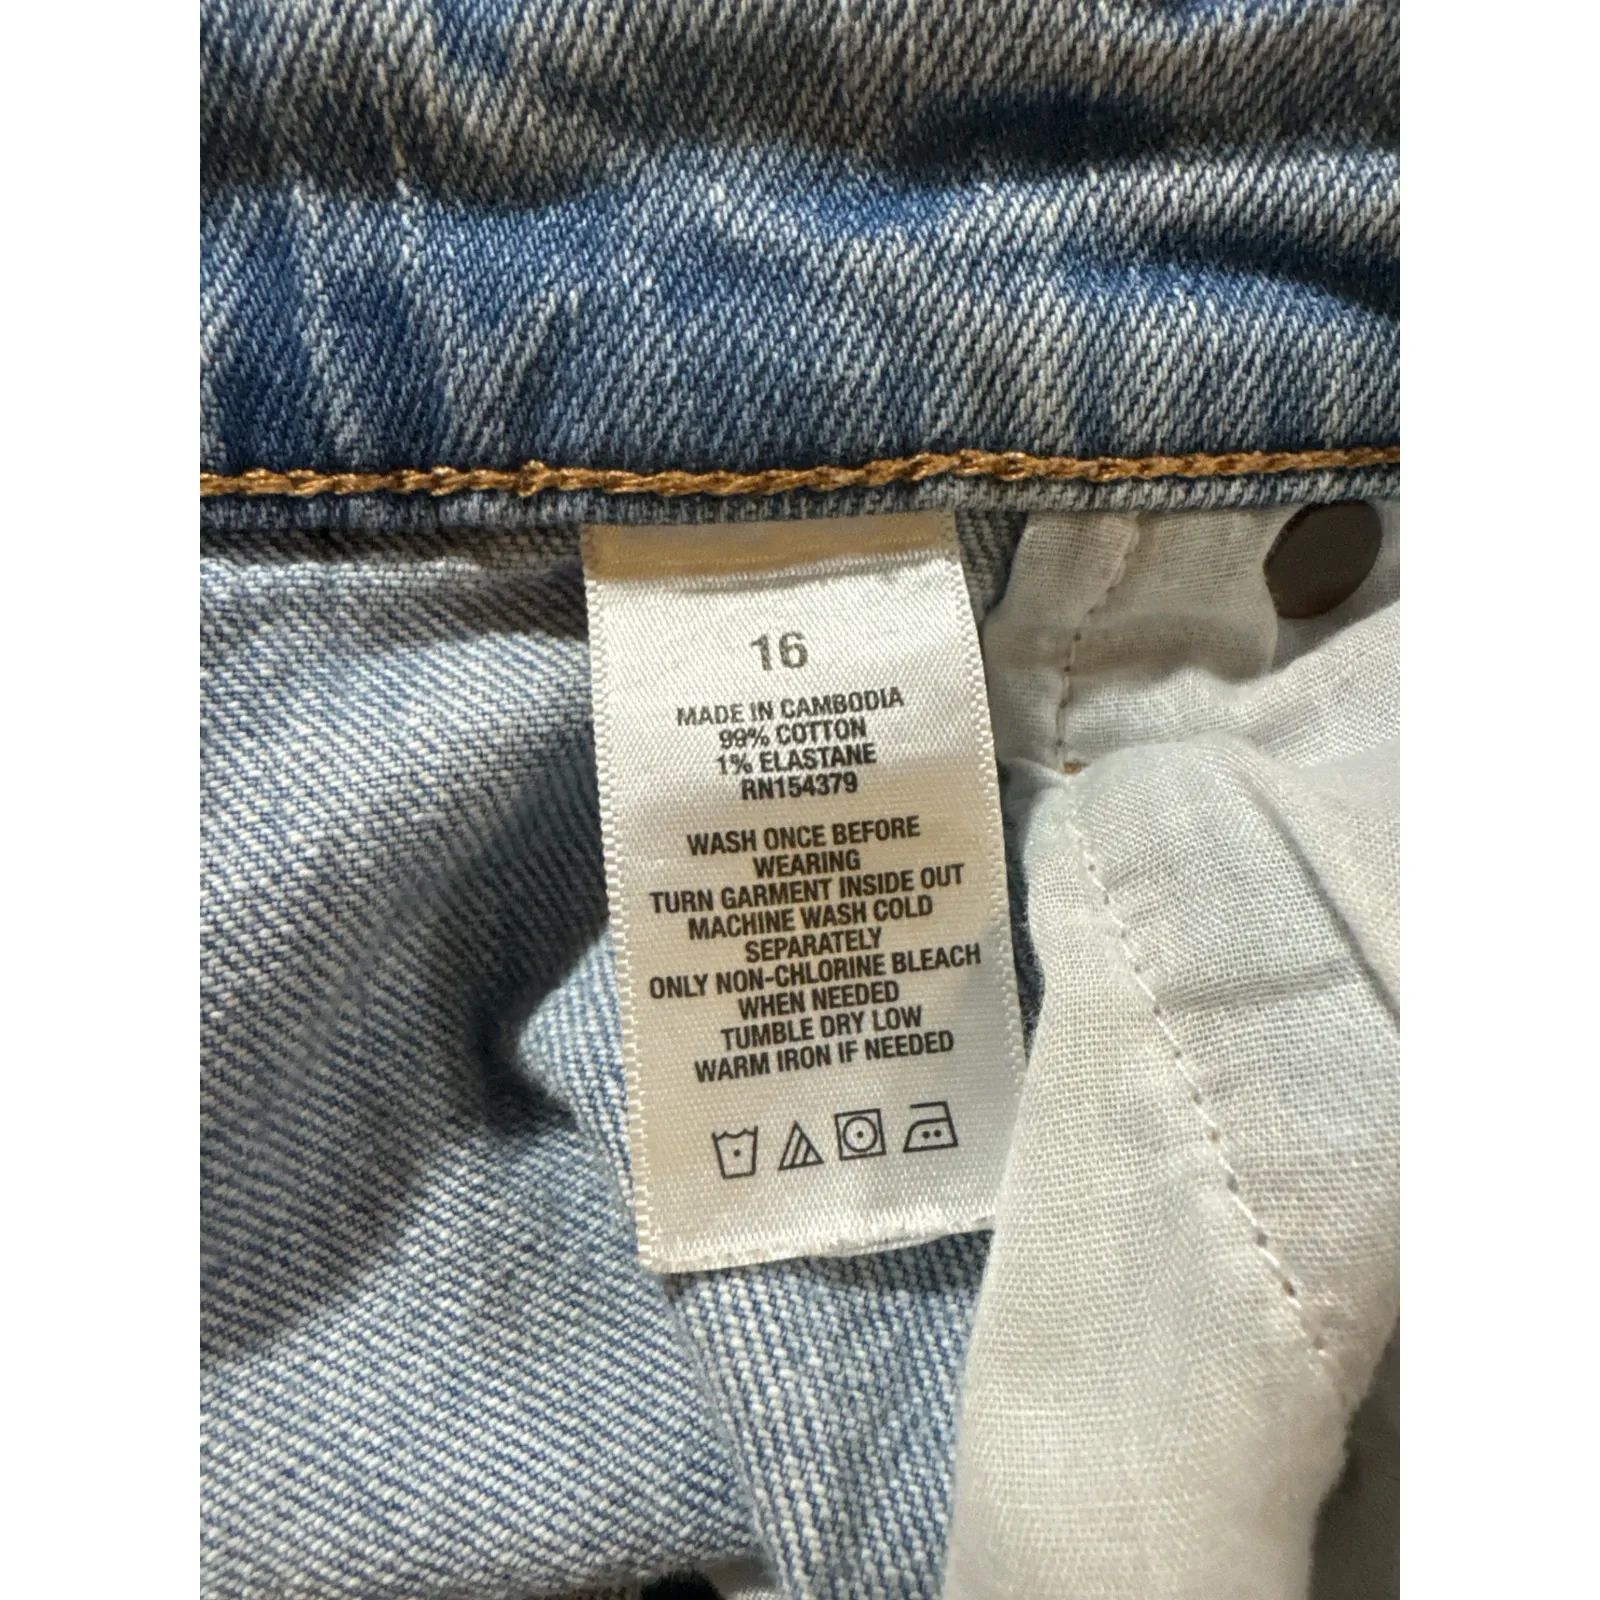 16
MADE IN CAMBODIA
99% COTTON
1% ELASTANE
RN154379
WASH ONCE BEFORE
WEARING
TURN GARMENT INSIDE OUT
MACHINE WASH COLD
SEPARATELY
ONLY NON-CHLORINE BLEACH
WHEN NEEDED
TUMBLE DRY LOW
WARM IRON IF NEEDED